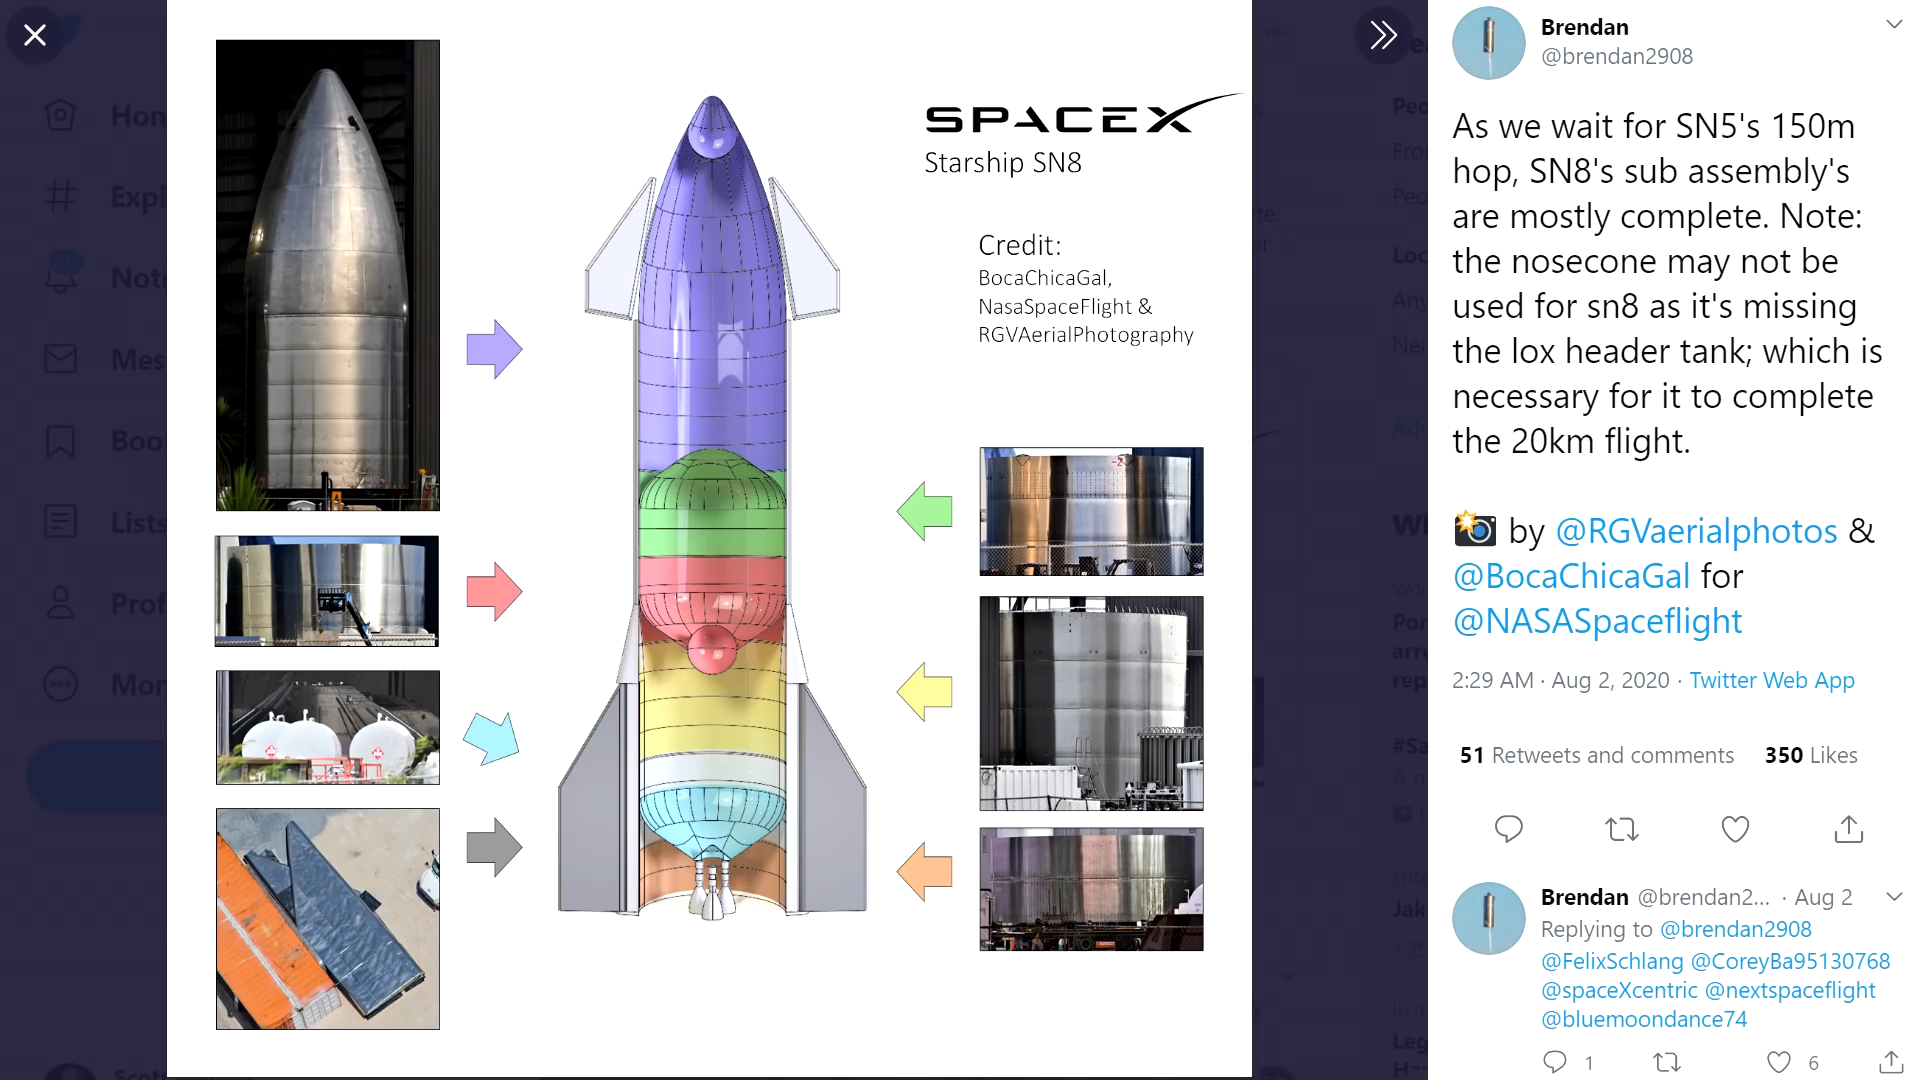 SPACEX
Starship SN8
Credit:
BocaChicaGal,
NasaSpaceFlight &
RGVAerialPhotography
Brendan
@brendan2908
As we wait for SN5's 150m
hop, SN8's sub assembly's
are mostly complete. Note:
the nosecone may not be
used for sn8 as it's missing
the lox header tank; which is
necessary for it to complete
the 20km flight.
by @RGVaerialphotos &
@BocaChicaGal for
@NASASpaceflight
2:29 AM · Aug 2, 2020 · Twitter Web App
51 Retweets and comments 350 Likes
Brendan @brendan2... · Aug 2
Replying to @brendan2908
@FelixSchlang @CoreyBa95130768
@spaceXcentric @nextspaceflight
@bluemoondance74
1 6